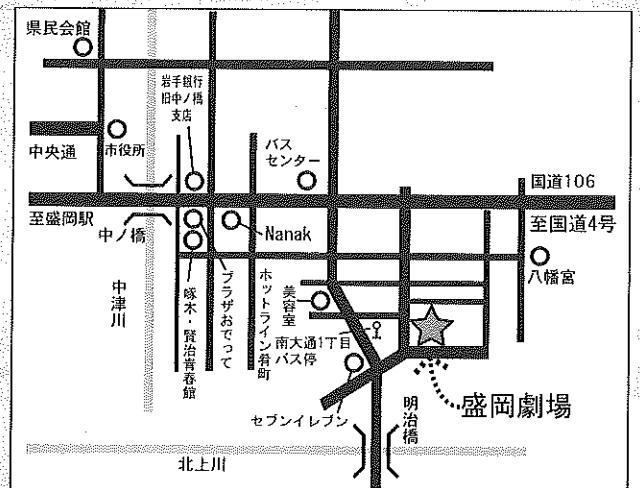 県民会館
岩手銀行
旧中ノ橋
支店
中央通
市役所
バス
センター
国道106
至盛岡駅
至国道4号
中ノ橋
Nanak
八幡宮
中津川
啄木・賢治青春館
プラザおでって
ホットライン肴町
美容室
南大通1丁目
バス停
セブンイレブン
明治橋
盛岡劇場
北上川